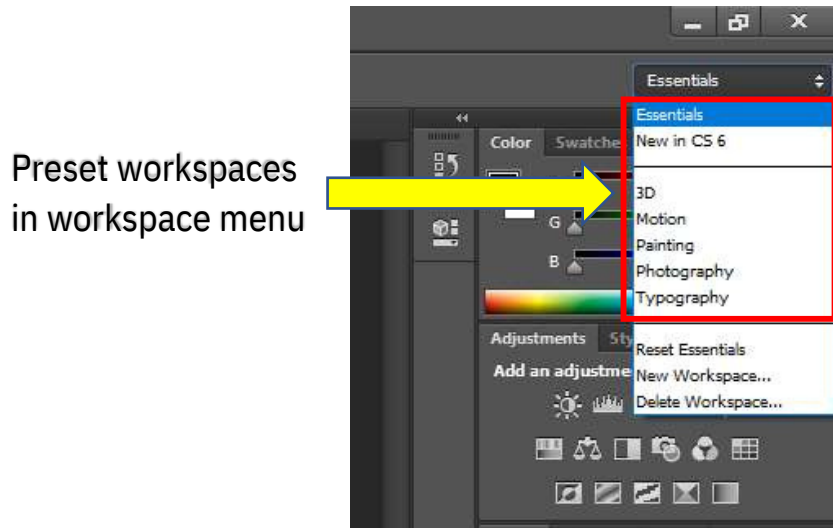 Preset workspaces
in workspace menu
Essentials
Essentials
New in CS 6
3D
Motion
Painting
Photography
Typography
Reset Essentials
New Workspace...
Delete Workspace...
Color Swatche
G
B
Adjustments Sty
Add an adjustme